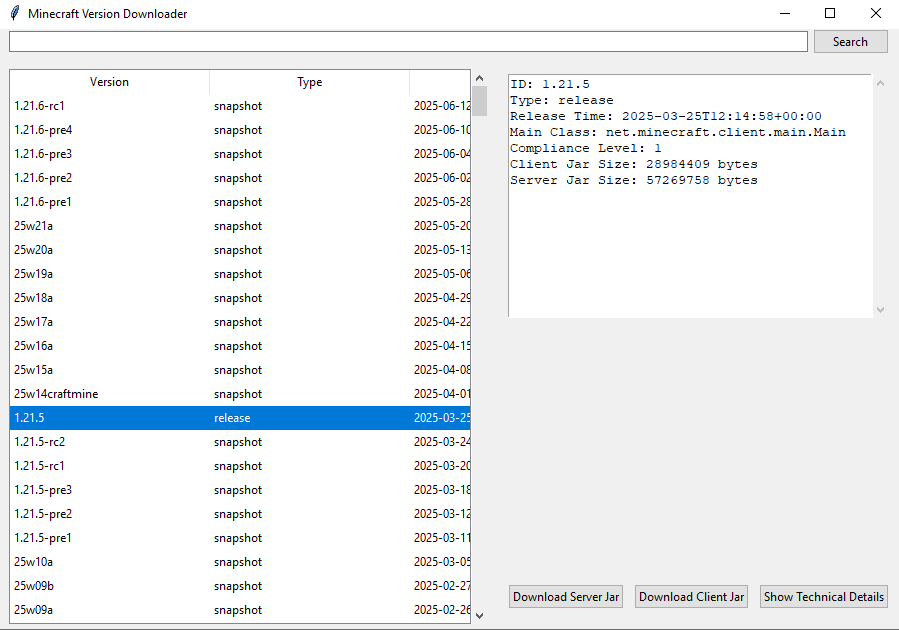 Minecraft Version Downloader
Search
Version Type
1.21.6-rc1 snapshot 2025-06-12
1.21.6-pre4 snapshot 2025-06-10
1.21.6-pre3 snapshot 2025-06-04
1.21.6-pre2 snapshot 2025-06-02
1.21.6-pre1 snapshot 2025-05-28
25w21a snapshot 2025-05-20
25w20a snapshot 2025-05-13
25w19a snapshot 2025-05-06
25w18a snapshot 2025-04-29
25w17a snapshot 2025-04-22
25w16a snapshot 2025-04-15
25w15a snapshot 2025-04-08
25w14craftmine snapshot 2025-04-01
1.21.5 release 2025-03-25
1.21.5-rc2 snapshot 2025-03-24
1.21.5-rc1 snapshot 2025-03-20
1.21.5-pre3 snapshot 2025-03-18
1.21.5-pre2 snapshot 2025-03-12
1.21.5-pre1 snapshot 2025-03-11
25w10a snapshot 2025-03-05
25w09b snapshot 2025-02-27
25w09a snapshot 2025-02-26
ID: 1.21.5
Type: release
Release Time: 2025-03-25T12:14:58+00:00
Main Class: net.minecraft.client.main.Main
Compliance Level: 1
Client Jar Size: 28984409 bytes
Server Jar Size: 57269758 bytes
Download Server Jar Download Client Jar Show Technical Details